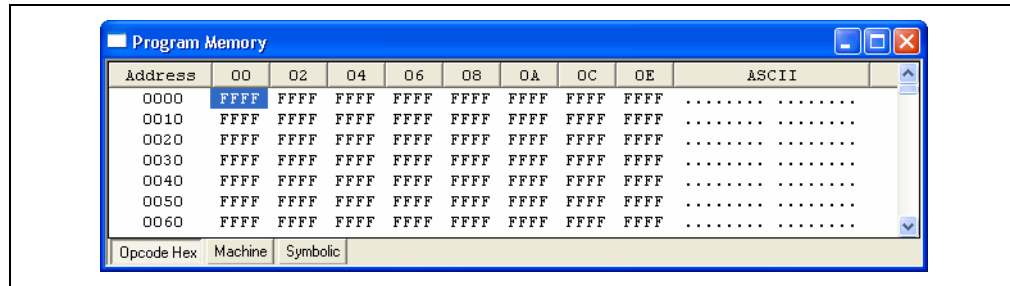 Program Memory
Address 00 02 04 06 08 0A 0C 0E ASCII
0000 FFFF FFFF FFFF FFFF FFFF FFFF FFFF FFFF ........ ........
0010 FFFF FFFF FFFF FFFF FFFF FFFF FFFF FFFF ........ ........
0020 FFFF FFFF FFFF FFFF FFFF FFFF FFFF FFFF ........ ........
0030 FFFF FFFF FFFF FFFF FFFF FFFF FFFF FFFF ........ ........
0040 FFFF FFFF FFFF FFFF FFFF FFFF FFFF FFFF ........ ........
0050 FFFF FFFF FFFF FFFF FFFF FFFF FFFF FFFF ........ ........
0060 FFFF FFFF FFFF FFFF FFFF FFFF FFFF FFFF ........ ........
Opcode Hex Machine Symbolic